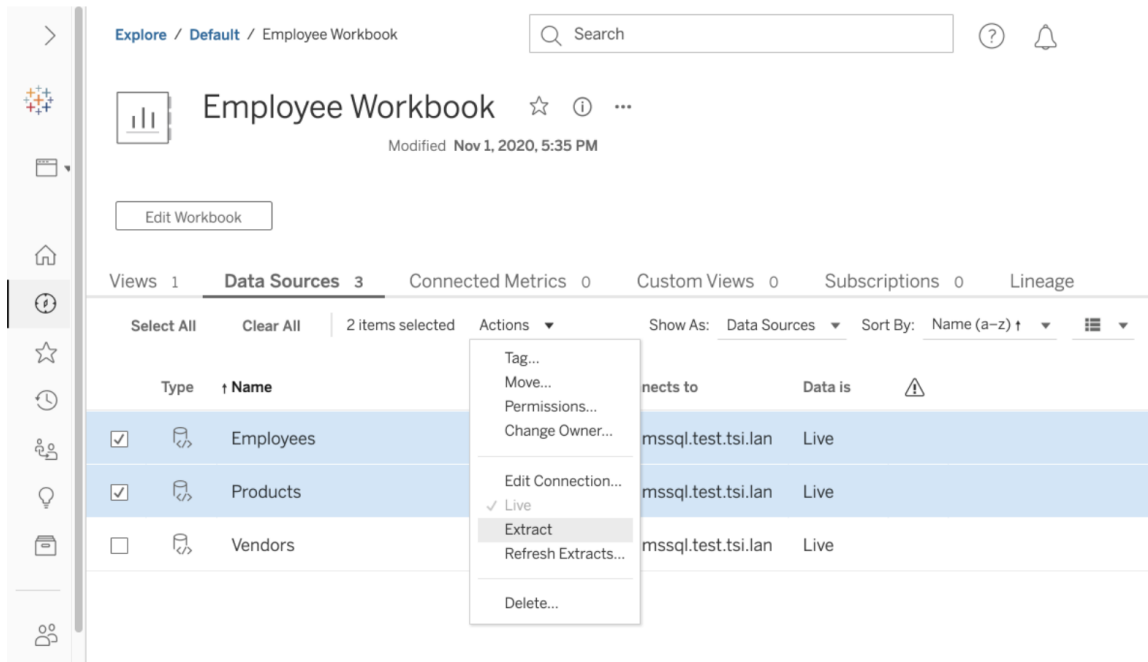 Explore / Default / Employee Workbook
Search
?
Employee Workbook
Modified Nov 1, 2020, 5:35 PM
Edit Workbook
Views 1 Data Sources 3 Connected Metrics 0 Custom Views 0 Subscriptions 0 Lineage
Select All Clear All 2 items selected Actions ▼ Show As: Data Sources ▼ Sort By: Name (a–z) ↑ ▼
Type ↑ Name nects to Data is
Employees mssql.test.tsi.lan Live
Products mssql.test.tsi.lan Live
Vendors mssql.test.tsi.lan Live
Tag...
Move...
Permissions...
Change Owner...
Edit Connection...
✓ Live
Extract
Refresh Extracts...
Delete...